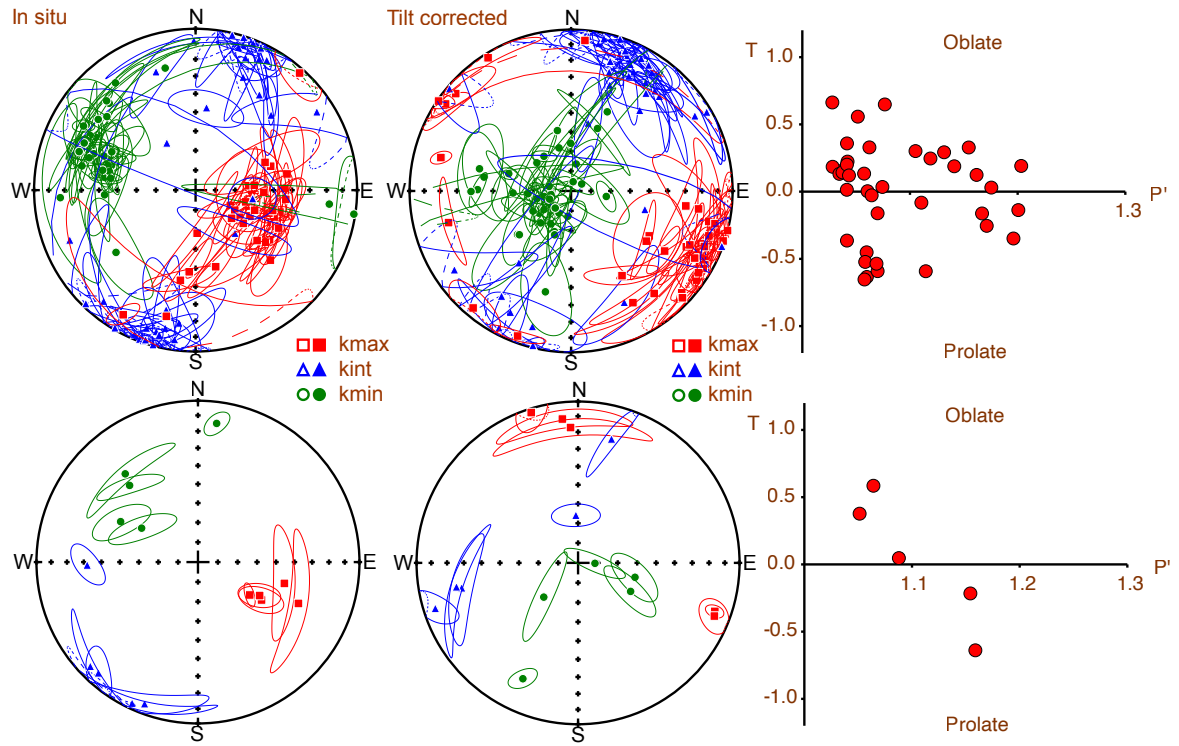 In situ
Tilt corrected
N
N
T
1.0
Oblate
0.5
W
E
W
E
0.0
P'
1.3
-0.5
-1.0
S
S
Prolate
kmax
kint
kmin
kmax
kint
kmin
N
N
T
1.0
Oblate
0.5
W
E
W
E
0.0
P'
1.1
1.2
1.3
-0.5
-1.0
S
S
Prolate